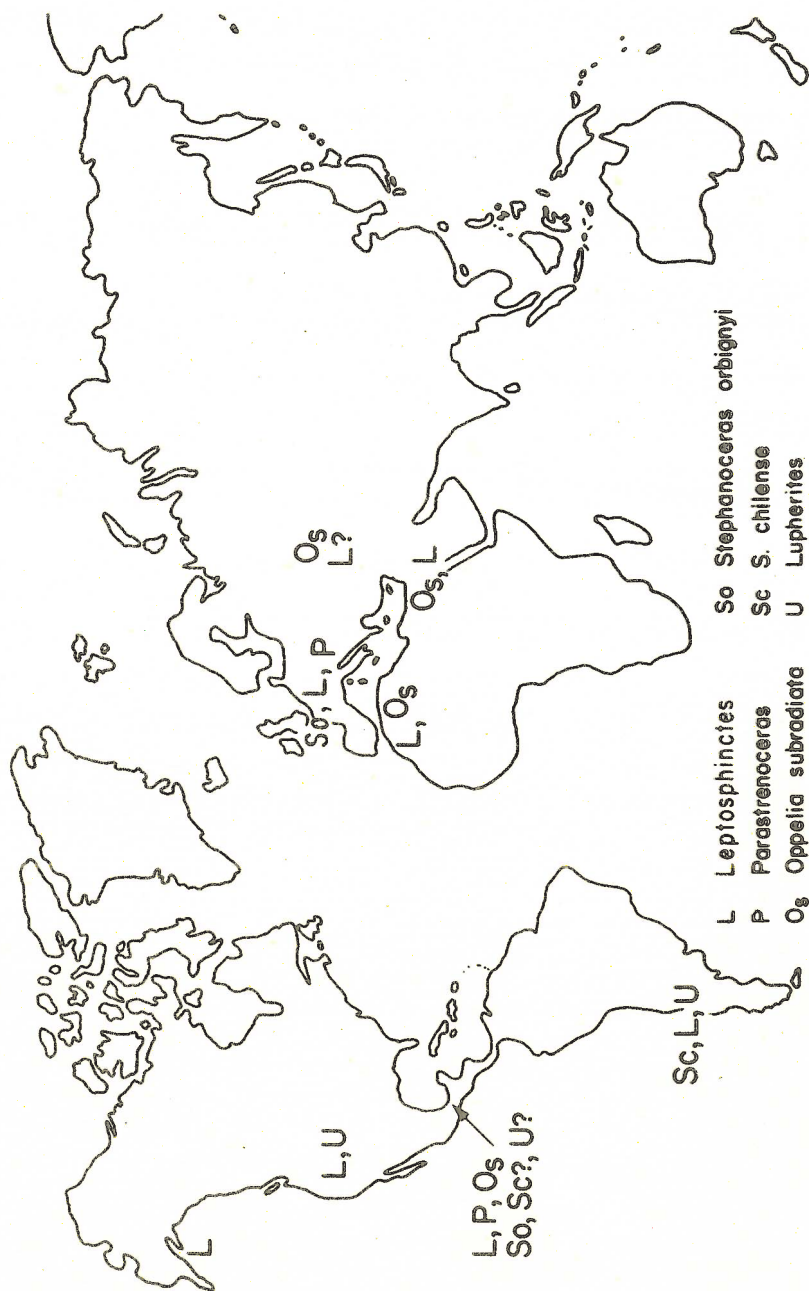 L
L, U
L, P, Os
So, Sc?, U?
Sc, L, U
So, L, P
L, Os
Os
L?
Os, L
L Leptosphinctes
P Parastrenoceras
Os Oppelia subradiata
So Stephanoceras orbignyi
Sc S. chilense
U Lupherites